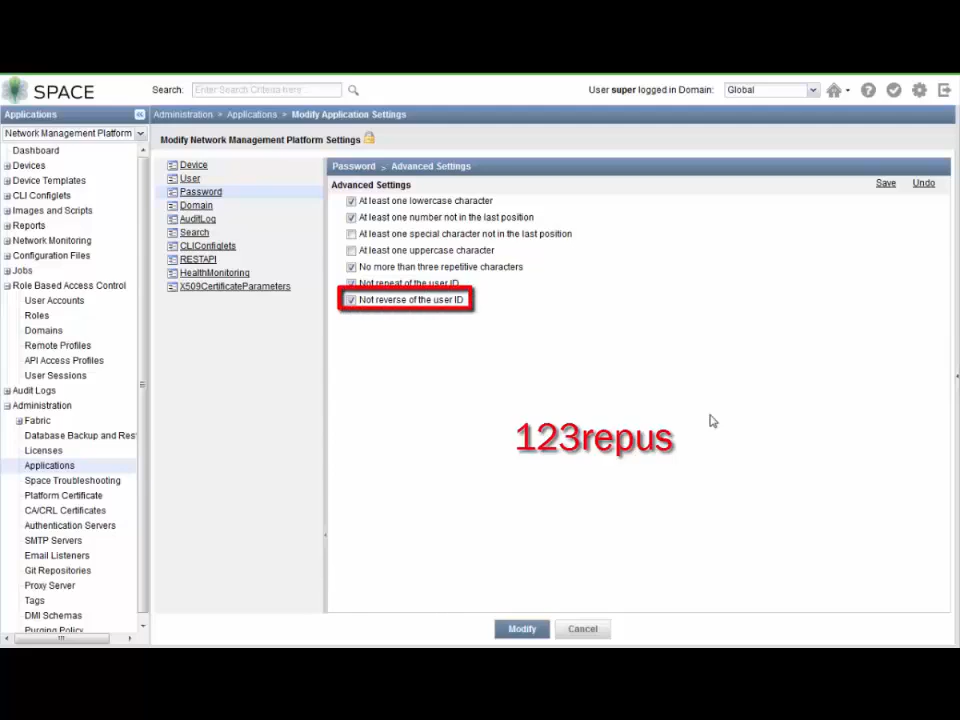 SPACE
Search: Enter Search Criteria here...
User super logged in Domain: Global
Applications
Administration > Applications > Modify Application Settings
Network Management Platform
Dashboard
Devices
Device Templates
CLI Configlets
Images and Scripts
Reports
Network Monitoring
Configuration Files
Jobs
Role Based Access Control
User Accounts
Roles
Domains
Remote Profiles
API Access Profiles
User Sessions
Audit Logs
Administration
Fabric
Database Backup and Res
Licenses
Applications
Space Troubleshooting
Platform Certificate
CA/CRL Certificates
Authentication Servers
SMTP Servers
Email Listeners
Git Repositories
Proxy Server
Tags
DMI Schemas
Purging Policy
Modify Network Management Platform Settings
Device
User
Password
Domain
AuditLog
Search
CLIConfiglets
RESTAPI
HealthMonitoring
X509CertificateParameters
Password > Advanced Settings
Advanced Settings
Save Undo
At least one lowercase character
At least one number not in the last position
At least one special character not in the last position
At least one uppercase character
No more than three repetitive characters
Not repeat of the user ID
Not reverse of the user ID
123repus
Modify Cancel